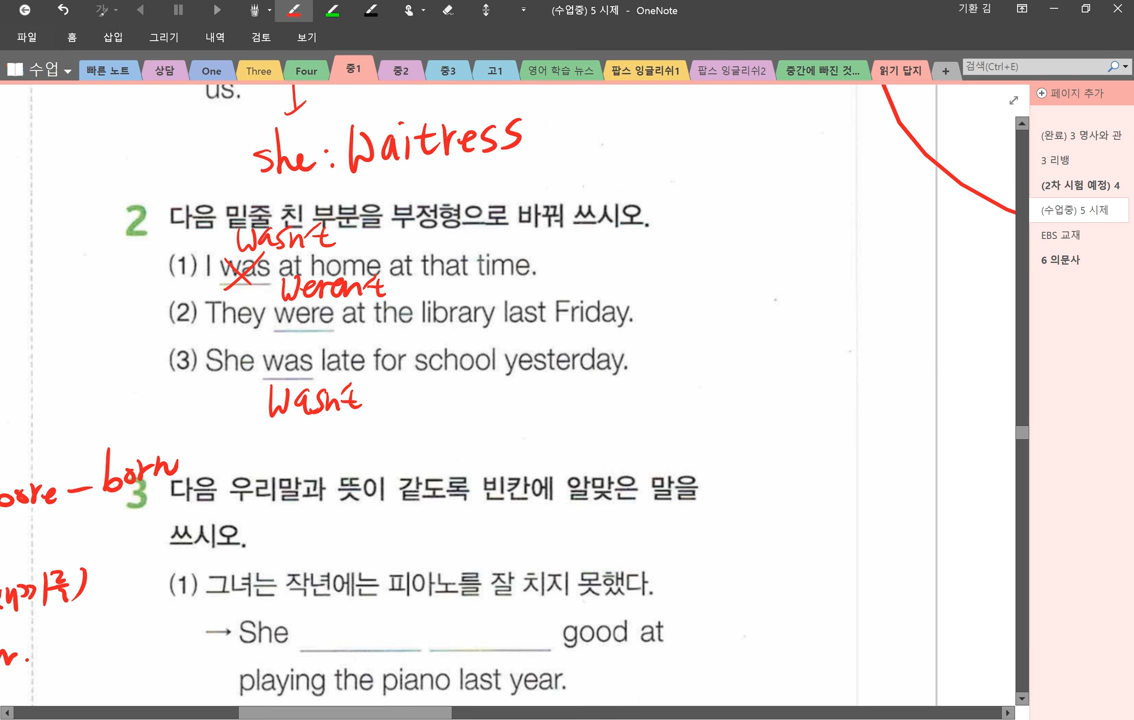 (수업중) 5 시제 - OneNote
기환 김
파일 홈 삽입 그리기 내역 검토 보기
수업 빠른 노트 상담 One Three Four 중1 중2 중3 고1 영어 학습 뉴스 팝스 잉글리쉬1 팝스 잉글리쉬2 중간에 빠진 것... 읽기 답지 + 검색(Ctrl+E)
페이지 추가
(완료) 3 명사와 관
3 리뱅
(2차 시험 예정) 4
(수업중) 5 시제
EBS 교재
6 의문사
us.
she: Waitress
2 다음 밑줄 친 부분을 부정형으로 바꿔 쓰시오.
wasn't
(1) I was at home at that time.
weren't
(2) They were at the library last Friday.
(3) She was late for school yesterday.
wasn't
born
3 다음 우리말과 뜻이 같도록 빈칸에 알맞은 말을
쓰시오.
(1) 그녀는 작년에는 피아노를 잘 치지 못했다.
→ She good at
playing the piano last year.